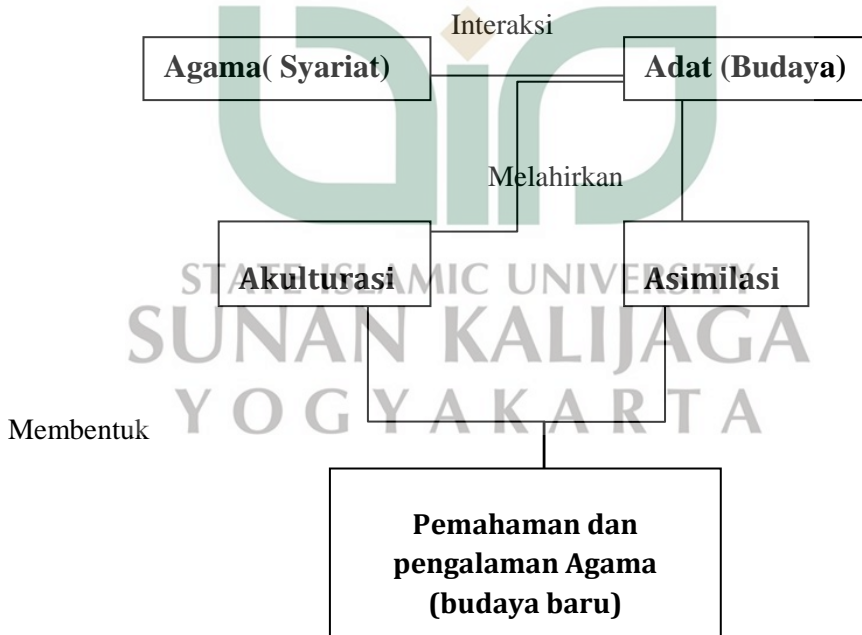 Interaksi
Agama( Syariat)
Adat (Budaya)
Melahirkan
Akulturasi
Asimilasi
STATE ISLAMIC UNIVERSITY
SUNAN KALIJAGA
YOGYAKARTA
Membentuk
Pemahaman dan
pengalaman Agama
(budaya baru)